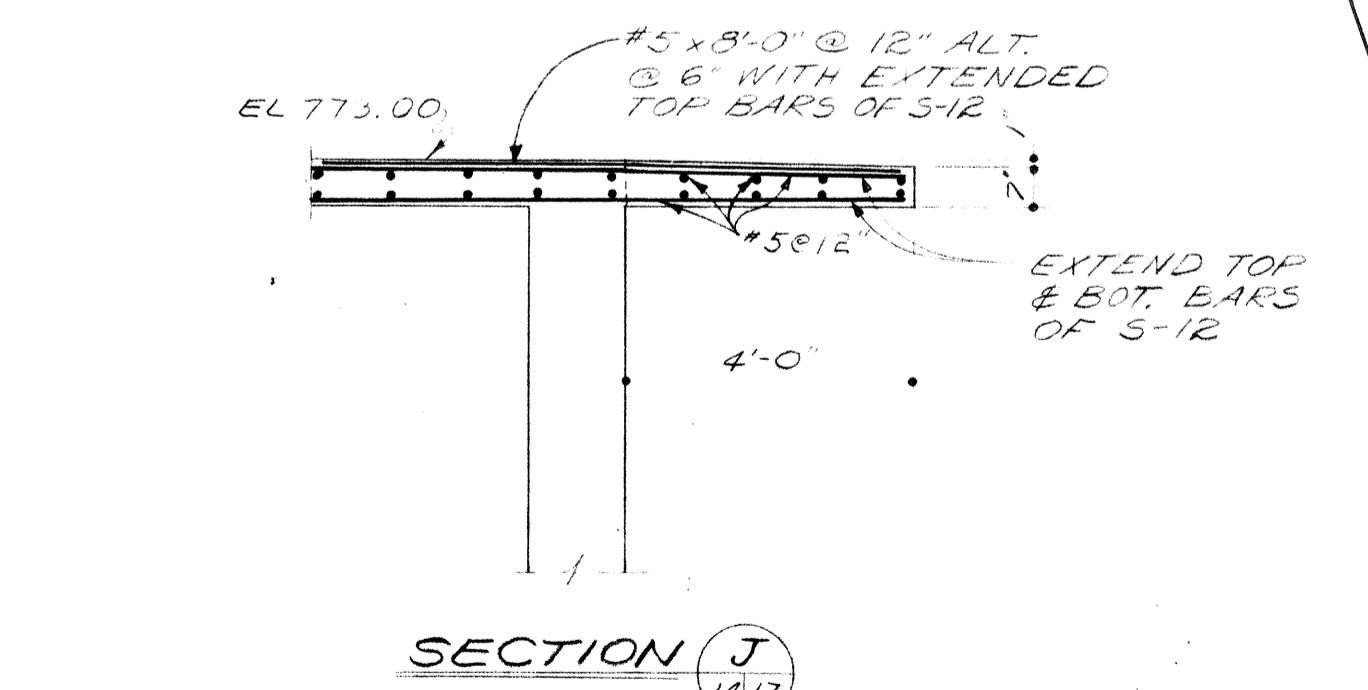 #5 x 8'-0" @ 12" ALT.
@ 6" WITH EXTENDED
TOP BARS OF S-12
EL 773.00
#5@12"
EXTEND TOP
& BOT. BARS
OF S-12
4'-0"
SECTION J